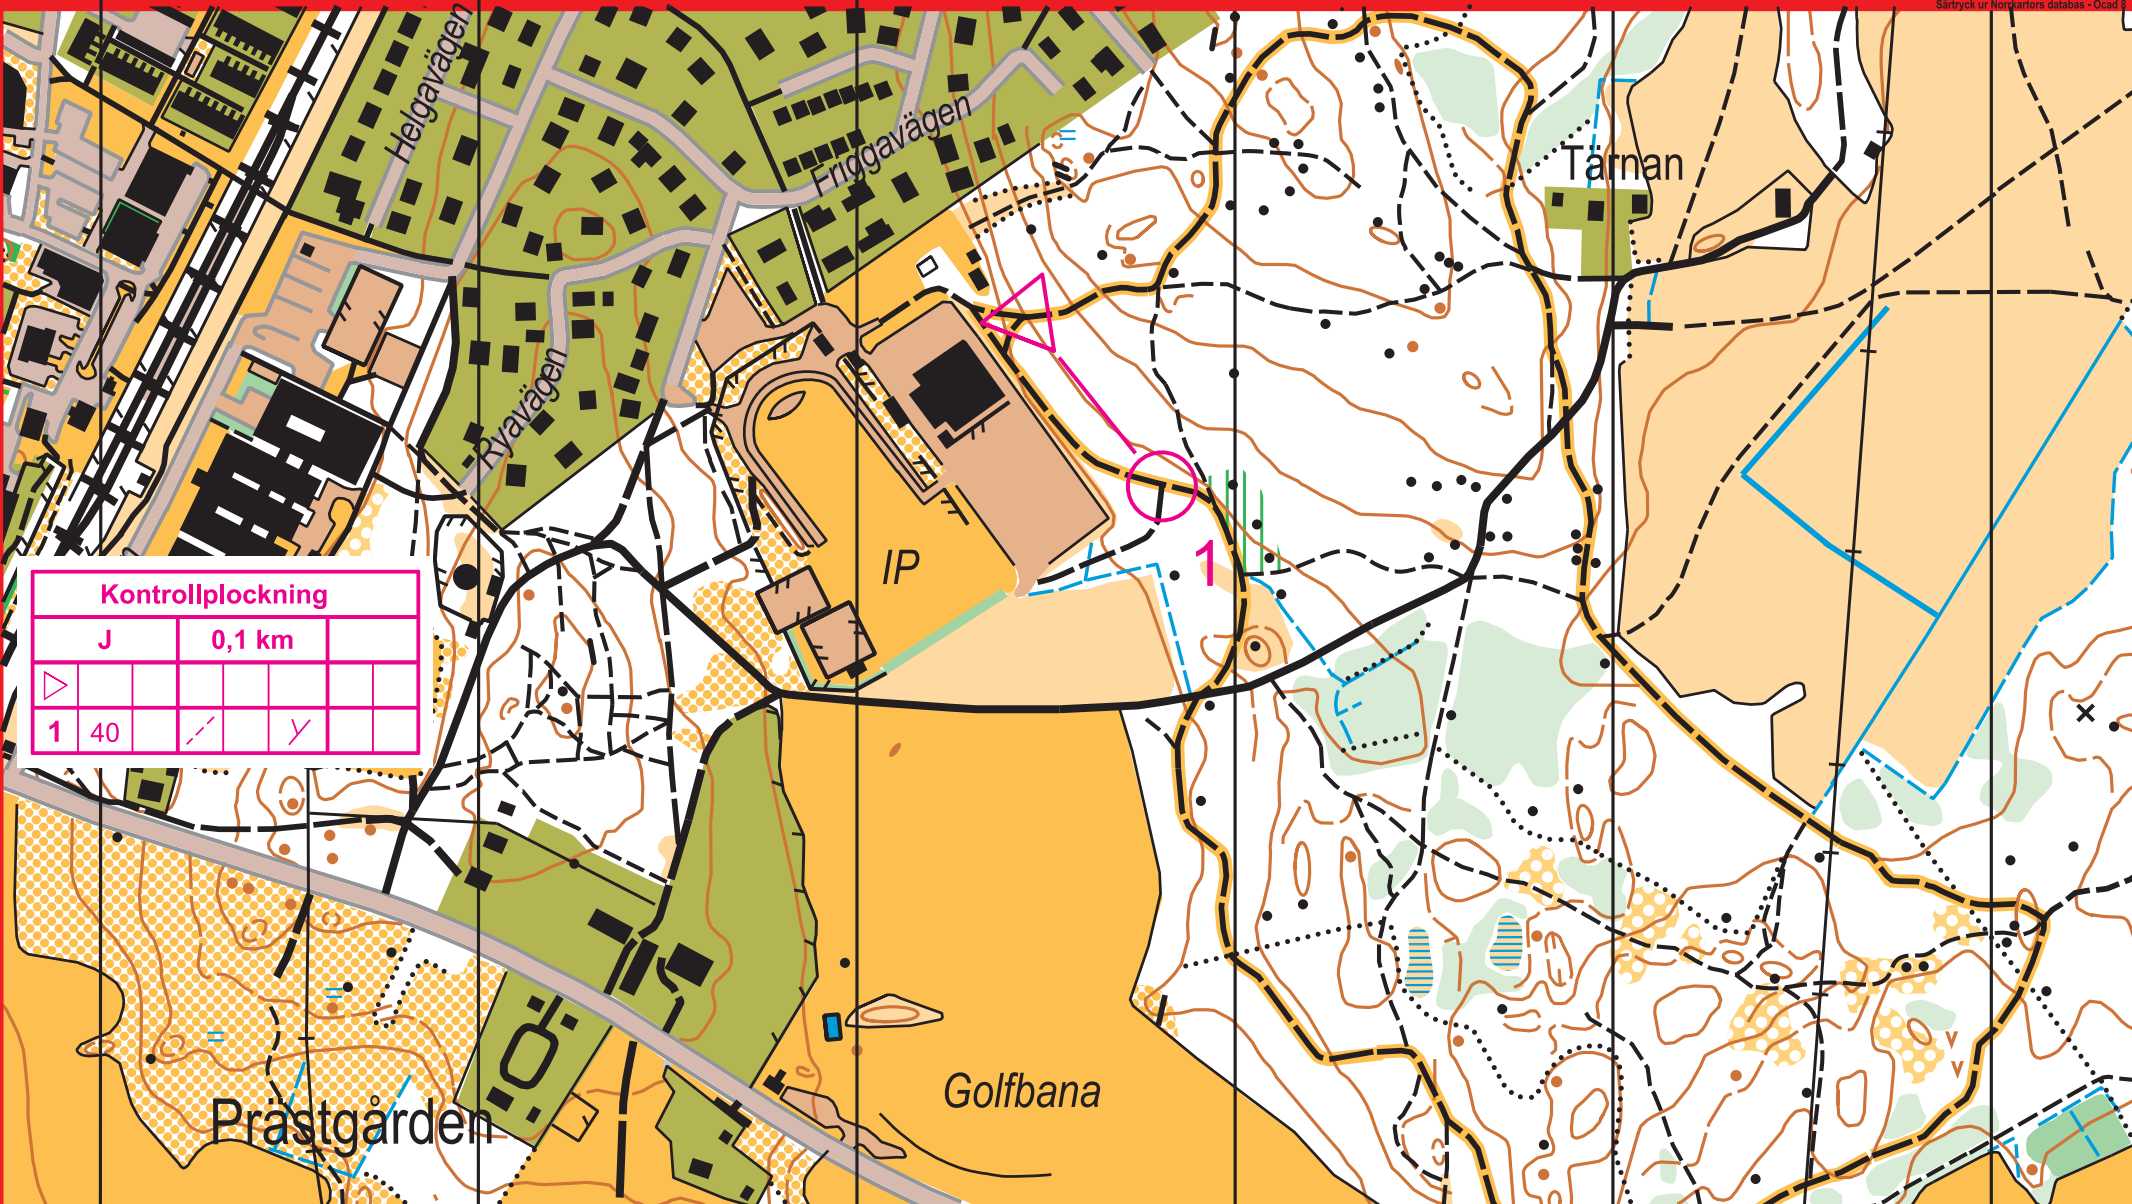 Särtryck ur Norrkartors databas - Ocad 8
Helgavägen
Friggavägen
Tärnan
Ryavägen
IP
1
Kontrollplockning
J 0,1 km
1 40
Golfbana
Prästgården